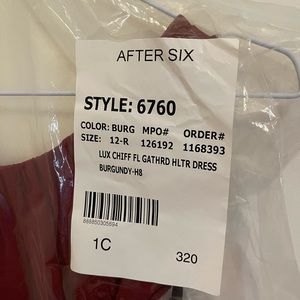 AFTER SIX
STYLE: 6760
COLOR: BURG MPO# ORDER#
SIZE: 12-R 126192 1168393
LUX CHIFF FL GATHRD HLTR DRESS
BURGUNDY-H8
889850305694
1C 320